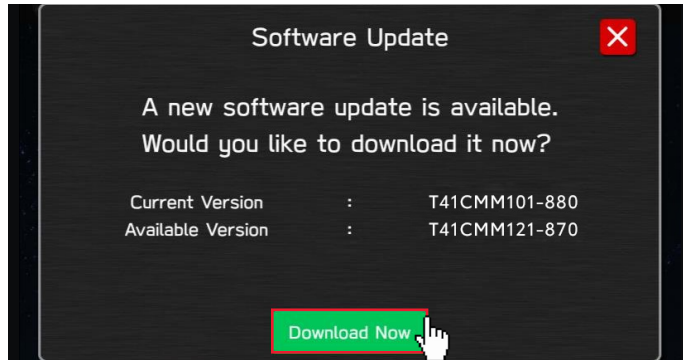 Software Update
A new software update is available.
Would you like to download it now?
Current Version : T41CMM101-880
Available Version : T41CMM121-870
Download Now